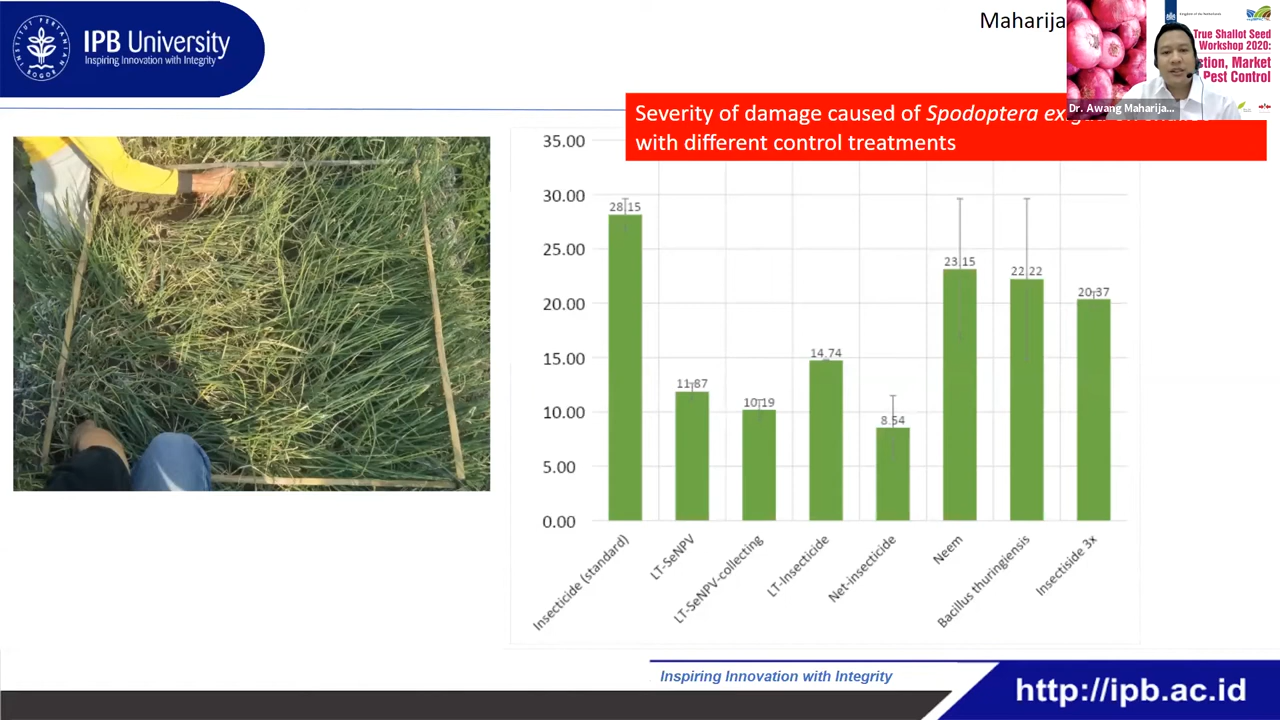 IPB University
Inspiring Innovation with Integrity
INSTITUT PERTANIAN
BOGOR
Maharija
True Shallot Seed
Workshop 2020:
ction, Market
Pest Control
Dr. Awang Maharija...
Severity of damage caused of Spodoptera
with different control treatments
35.00
30.00
25.00
20.00
15.00
10.00
5.00
0.00
28.15
11.87
10.19
14.74
8.54
23.15
22.22
20.37
Insecticide (standard)
LT-SeNPV
LT-SeNPV-collecting
LT-Insecticide
Net-insecticide
Neem
Bacillus thuringiensis
Insectiside 3x
Inspiring Innovation with Integrity
http://ipb.ac.id